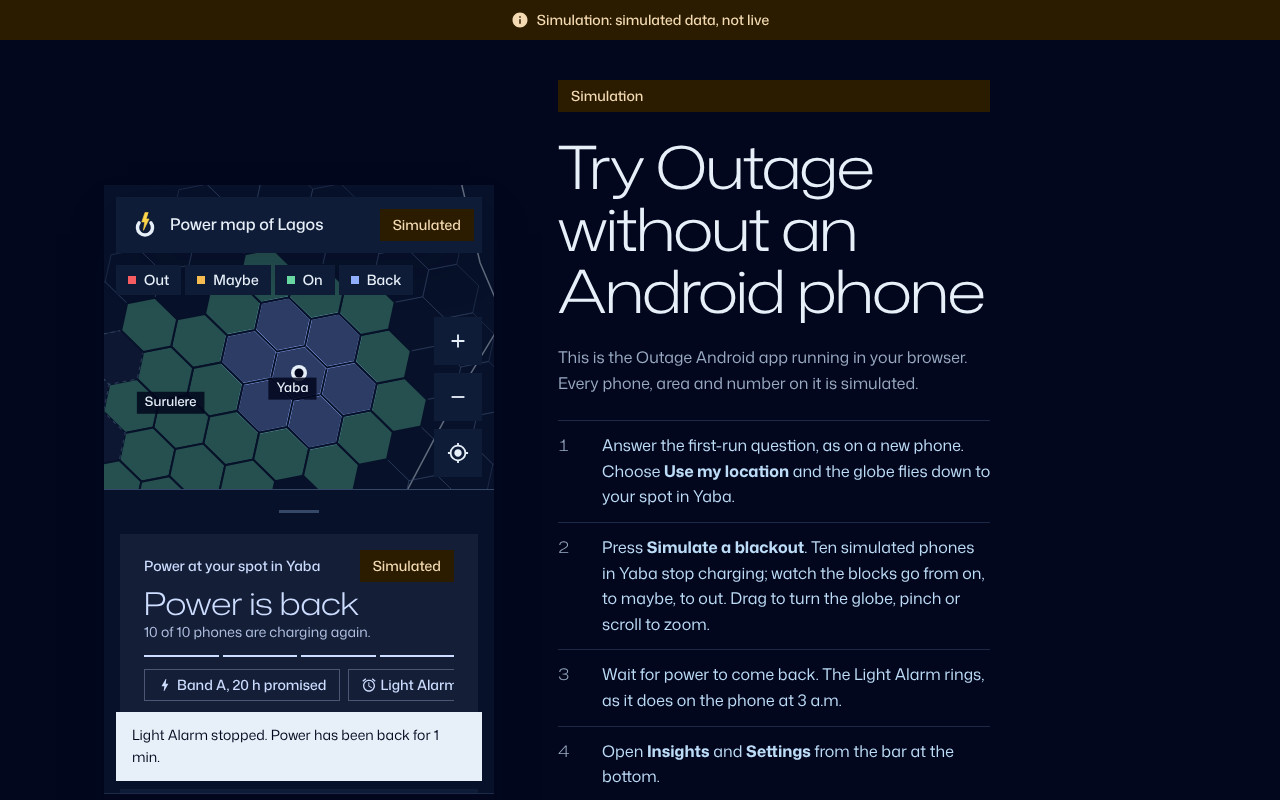 Simulation: simulated data, not live
Power map of Lagos
Simulated
Out
Maybe
On
Back
+
−
Surulere
Yaba
Power at your spot in Yaba
Simulated
Power is back
10 of 10 phones are charging again.
Band A, 20 h promised
Light Alarm
Light Alarm stopped. Power has been back for 1
min.
Simulation
Try Outage
without an
Android phone
This is the Outage Android app running in your browser.
Every phone, area and number on it is simulated.
1
Answer the first-run question, as on a new phone.
Choose Use my location and the globe flies down to
your spot in Yaba.
2
Press Simulate a blackout. Ten simulated phones
in Yaba stop charging; watch the blocks go from on,
to maybe, to out. Drag to turn the globe, pinch or
scroll to zoom.
3
Wait for power to come back. The Light Alarm rings,
as it does on the phone at 3 a.m.
4
Open Insights and Settings from the bar at the
bottom.